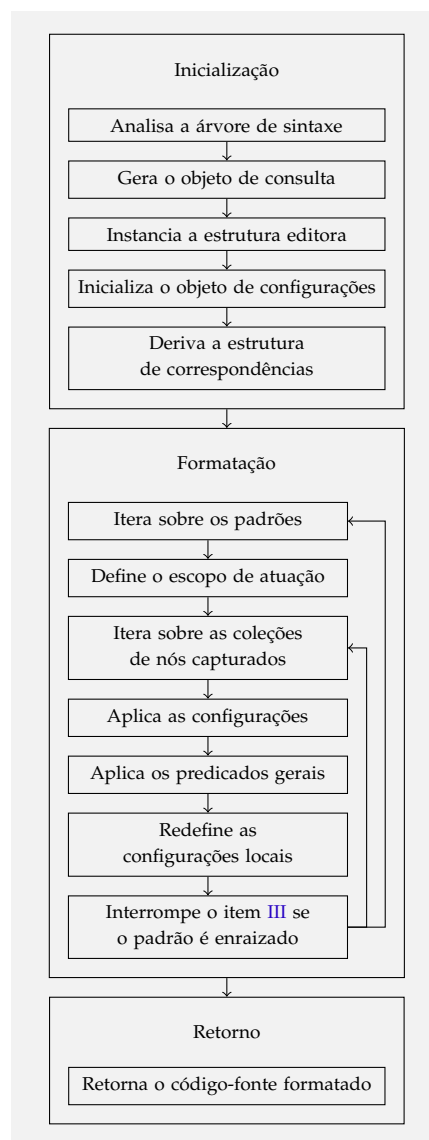 Inicialização
Analisa a árvore de sintaxe
Gera o objeto de consulta
Instancia a estrutura editora
Inicializa o objeto de configurações
Deriva a estrutura
de correspondências
Formatação
Itera sobre os padrões
Define o escopo de atuação
Itera sobre as coleções
de nós capturados
Aplica as configurações
Aplica os predicados gerais
Redefine as
configurações locais
Interrompe o item III se
o padrão é enraizado
Retorno
Retorna o código-fonte formatado